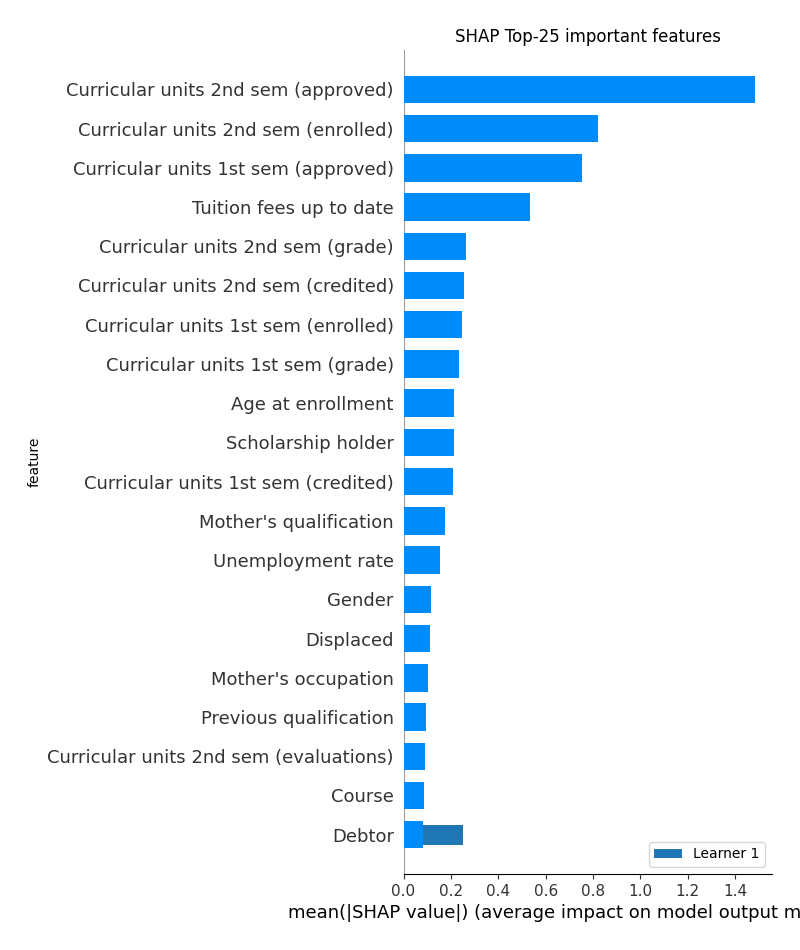 SHAP Top-25 important features
Curricular units 2nd sem (approved)
Curricular units 2nd sem (enrolled)
Curricular units 1st sem (approved)
Tuition fees up to date
Curricular units 2nd sem (grade)
Curricular units 2nd sem (credited)
Curricular units 1st sem (enrolled)
Curricular units 1st sem (grade)
Age at enrollment
Scholarship holder
Curricular units 1st sem (credited)
Mother's qualification
Unemployment rate
Gender
Displaced
Mother's occupation
Previous qualification
Curricular units 2nd sem (evaluations)
Course
Debtor
feature
Learner 1
0.0 0.2 0.4 0.6 0.8 1.0 1.2 1.4
mean(|SHAP value|) (average impact on model output m